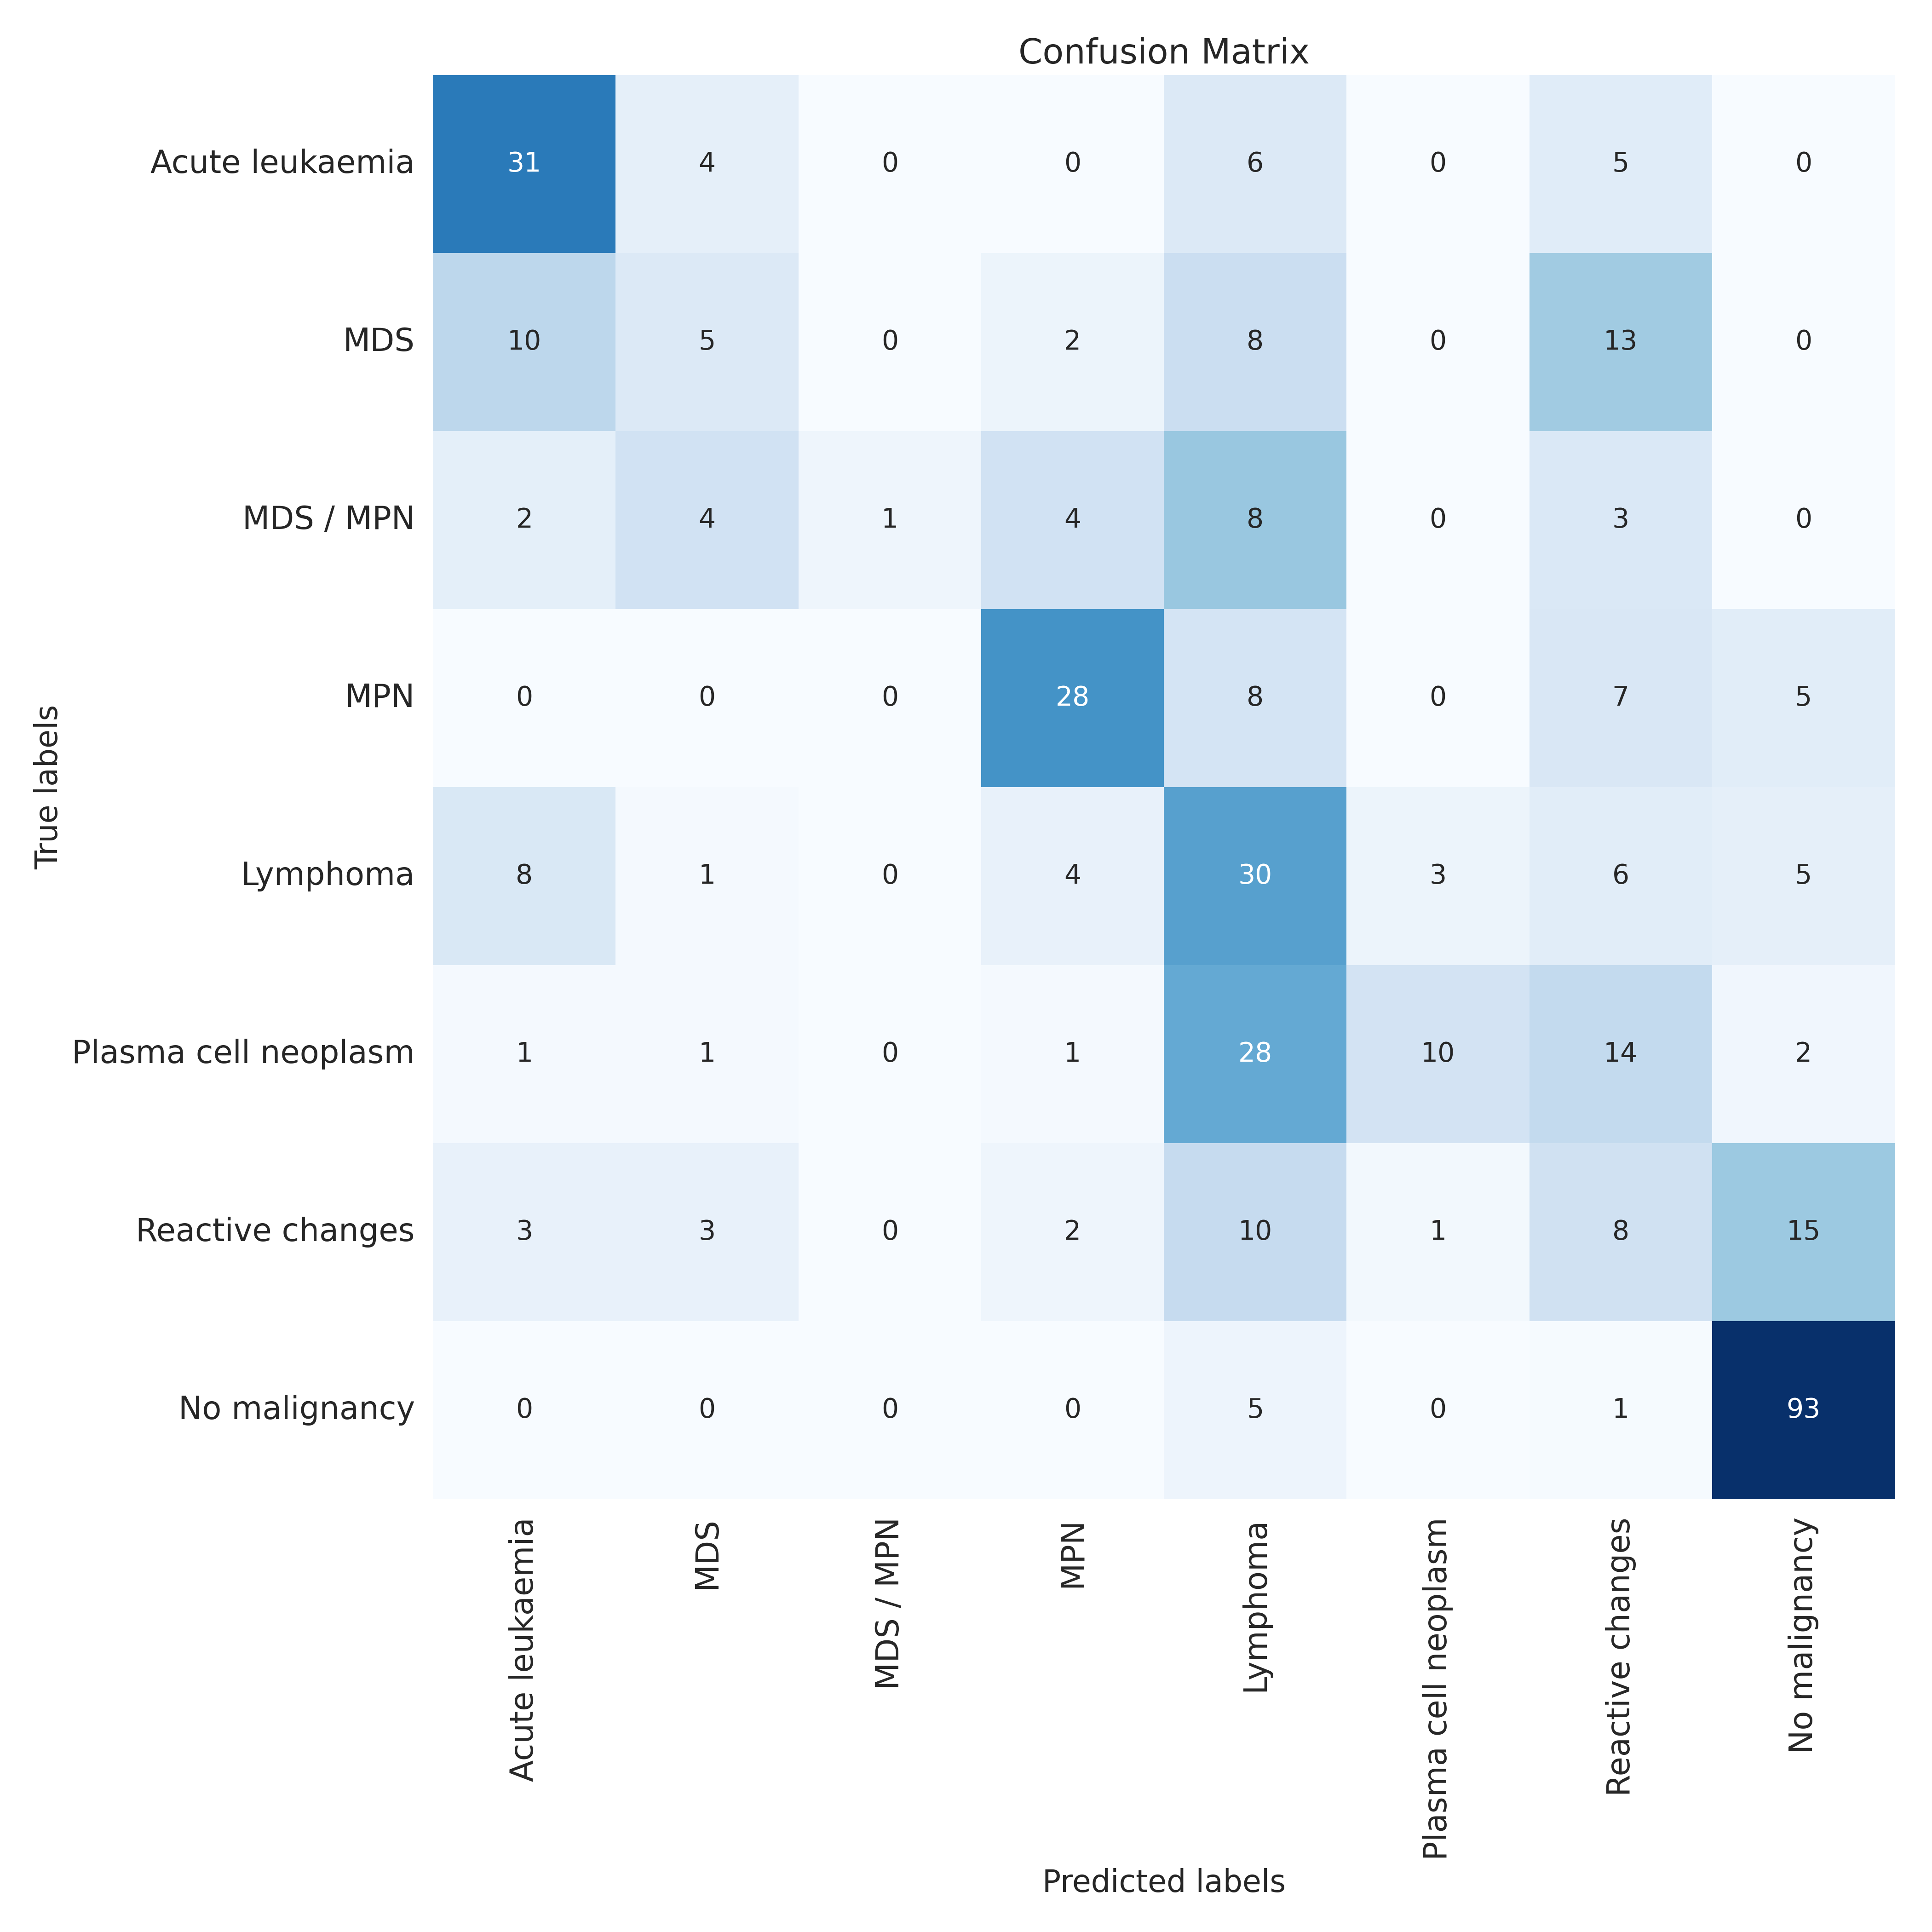 Confusion Matrix
Acute leukaemia 31 4 0 0 6 0 5 0
MDS 10 5 0 2 8 0 13 0
MDS / MPN 2 4 1 4 8 0 3 0
MPN 0 0 0 28 8 0 7 5
Lymphoma 8 1 0 4 30 3 6 5
Plasma cell neoplasm 1 1 0 1 28 10 14 2
Reactive changes 3 3 0 2 10 1 8 15
No malignancy 0 0 0 0 5 0 1 93
True labels
Acute leukaemia
MDS
MDS / MPN
MPN
Lymphoma
Plasma cell neoplasm
Reactive changes
No malignancy
Predicted labels